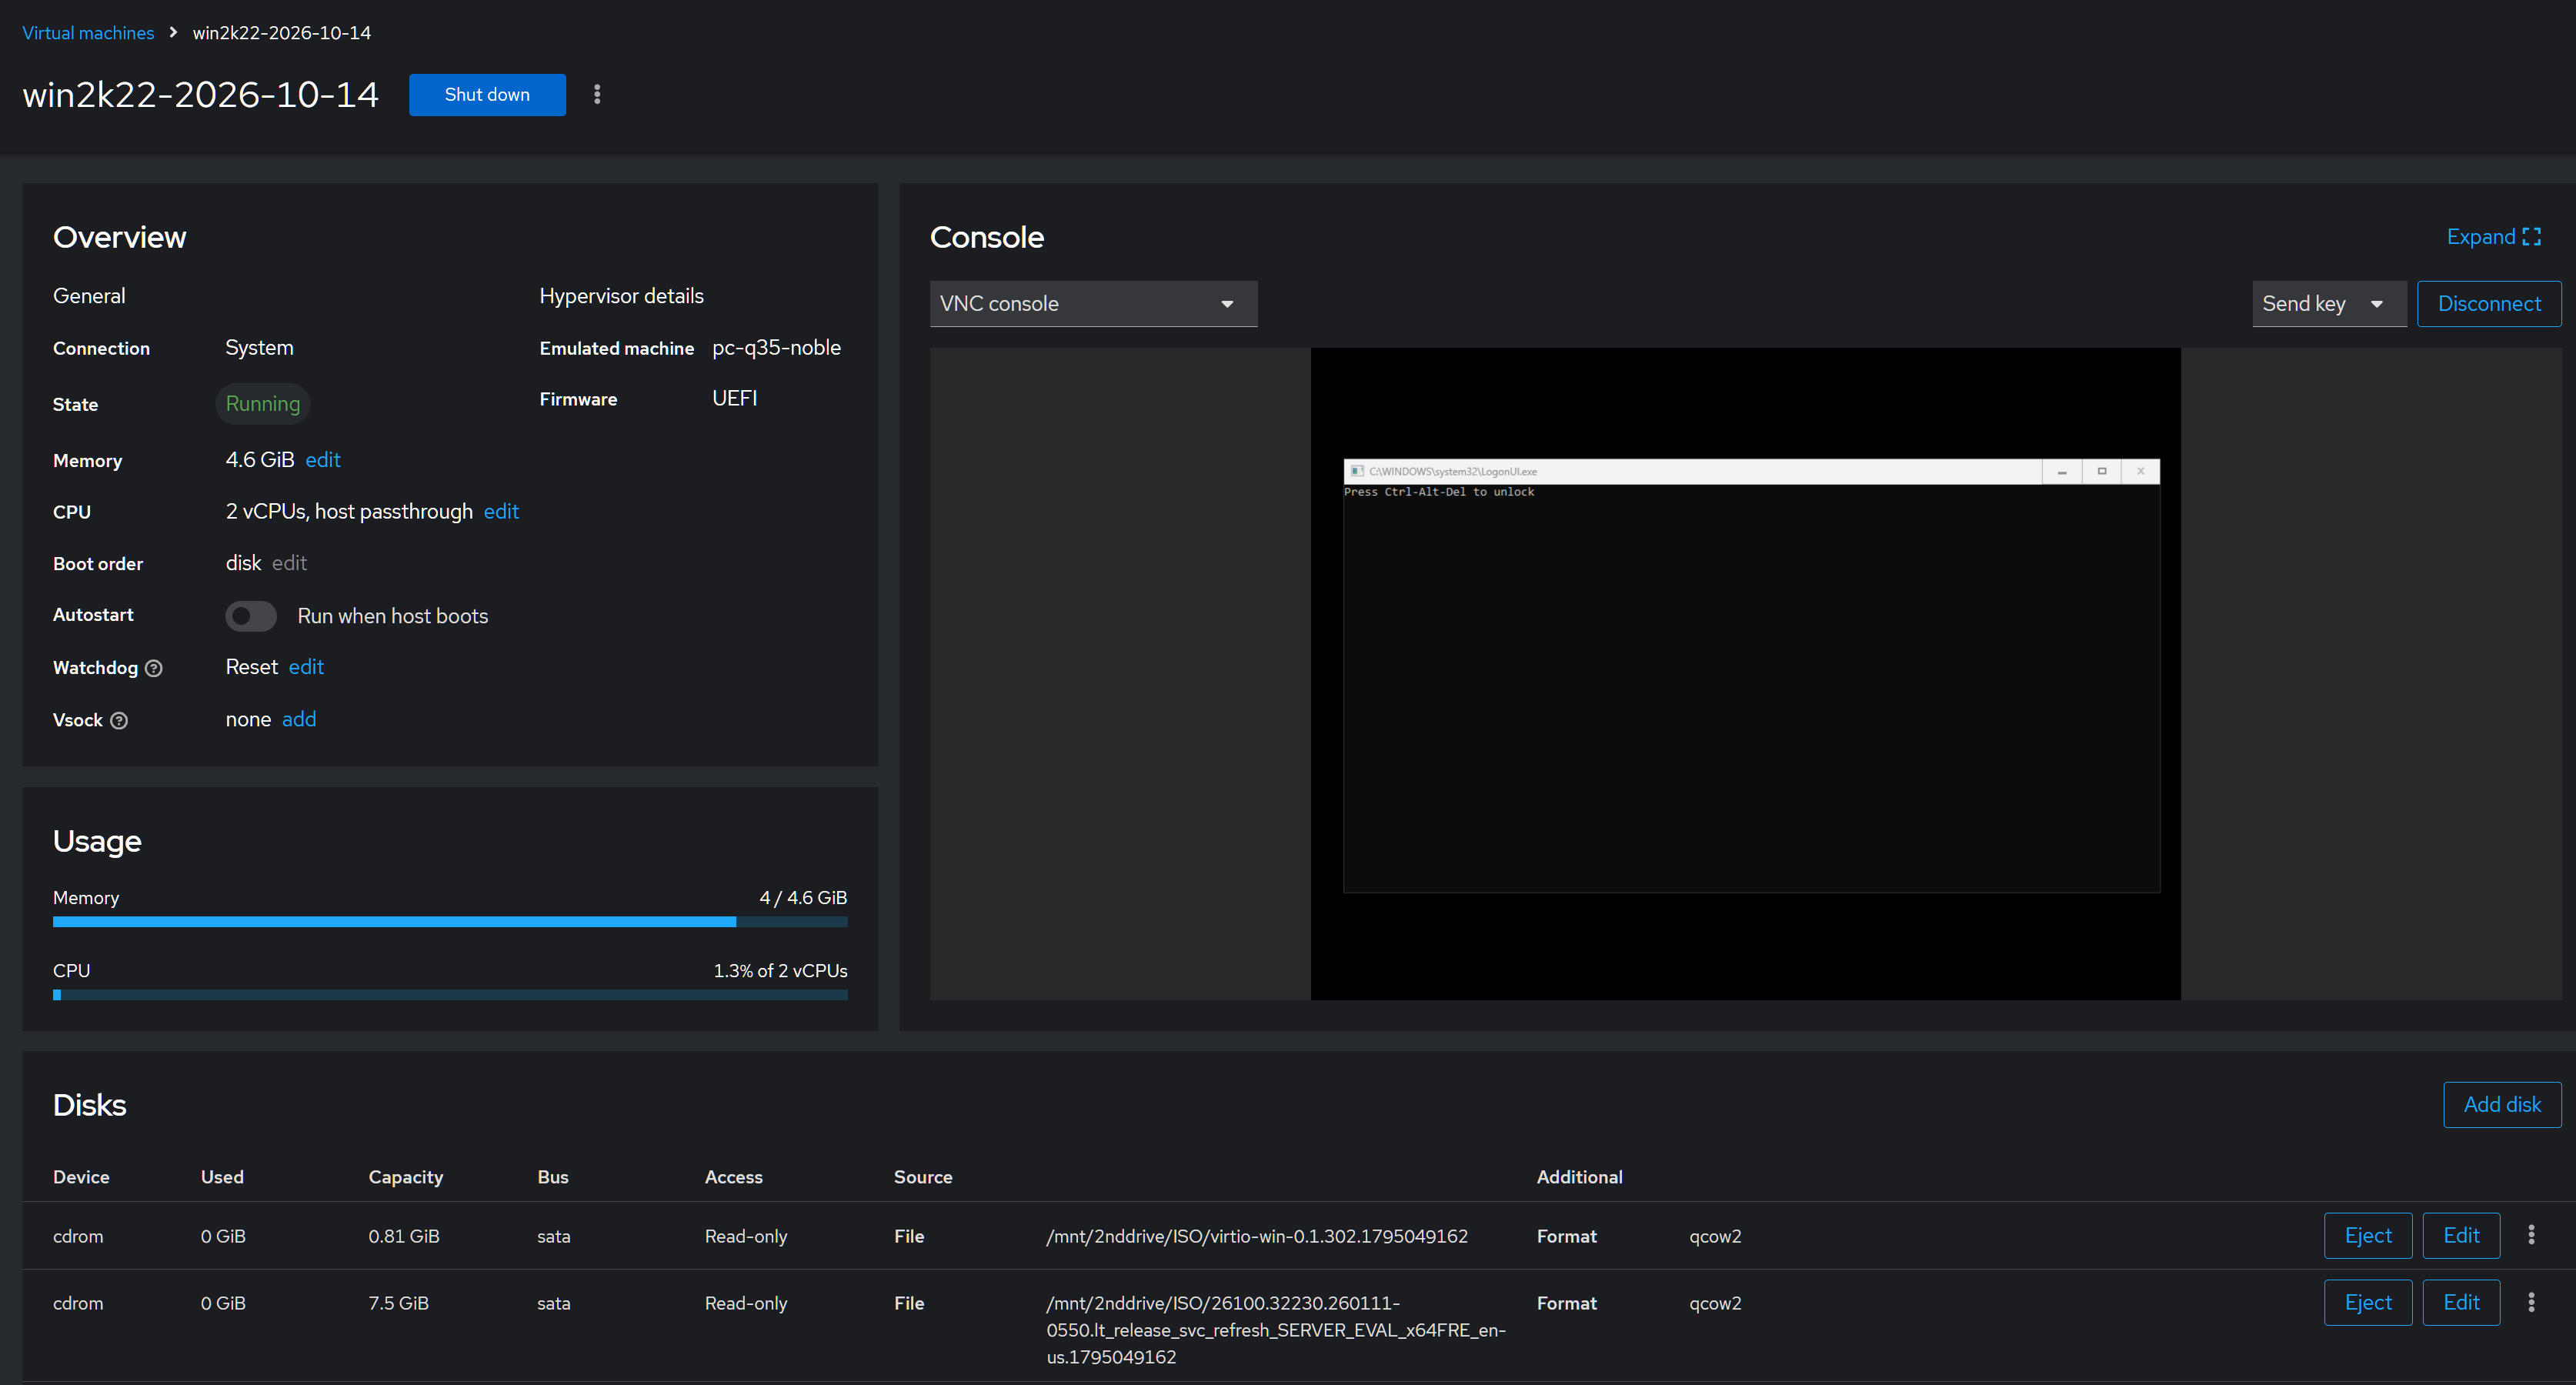 Virtual machines > win2k22-2026-10-14
win2k22-2026-10-14 Shut down
Overview
General
Connection System
State Running
Memory 4.6 GiB edit
CPU 2 vCPUs, host passthrough edit
Boot order disk edit
Autostart Run when host boots
Watchdog Reset edit
Vsock none add
Hypervisor details
Emulated machine pc-q35-noble
Firmware UEFI
Usage
Memory 4 / 4.6 GiB
CPU 1.3% of 2 vCPUs
Console Expand
VNC console Send key Disconnect
C:\WINDOWS\system32\LogonUI.exe
Press Ctrl-Alt-Del to unlock
Disks Add disk
Device Used Capacity Bus Access Source Additional
cdrom 0 GiB 0.81 GiB sata Read-only File /mnt/2nddrive/ISO/virtio-win-0.1.302.1795049162 Format qcow2 Eject Edit
cdrom 0 GiB 7.5 GiB sata Read-only File /mnt/2nddrive/ISO/26100.32230.260111- Format qcow2 Eject Edit
0550.lt_release_svc_refresh_SERVER_EVAL_x64FRE_en-
us.1795049162